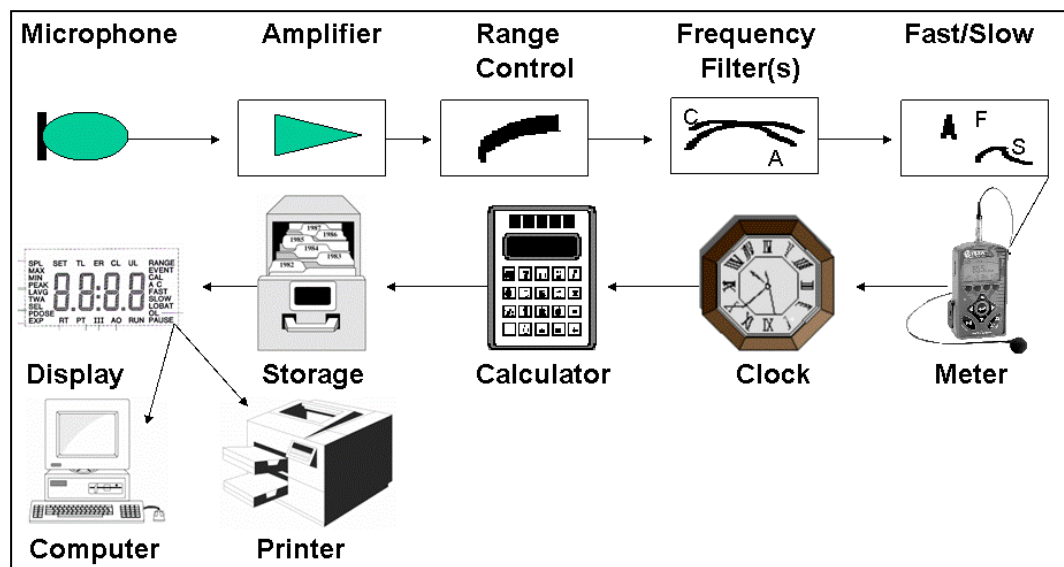 Microphone
Amplifier
Range
Control
Frequency
Filter(s)
Fast/Slow
C
A
F
S
SPL SET TL ER CL UL RANGE
MAX EVENT
MIN CAL
PEAK A C
LAVG FAST
TWA SLOW
SEL LOBAT
PDOSE OL
EXP RT PT III AO RUN PAUSE
8.8:8.8
1987
1986
1985
1984
1983
1982
Display
Storage
Calculator
Clock
Meter
Computer
Printer